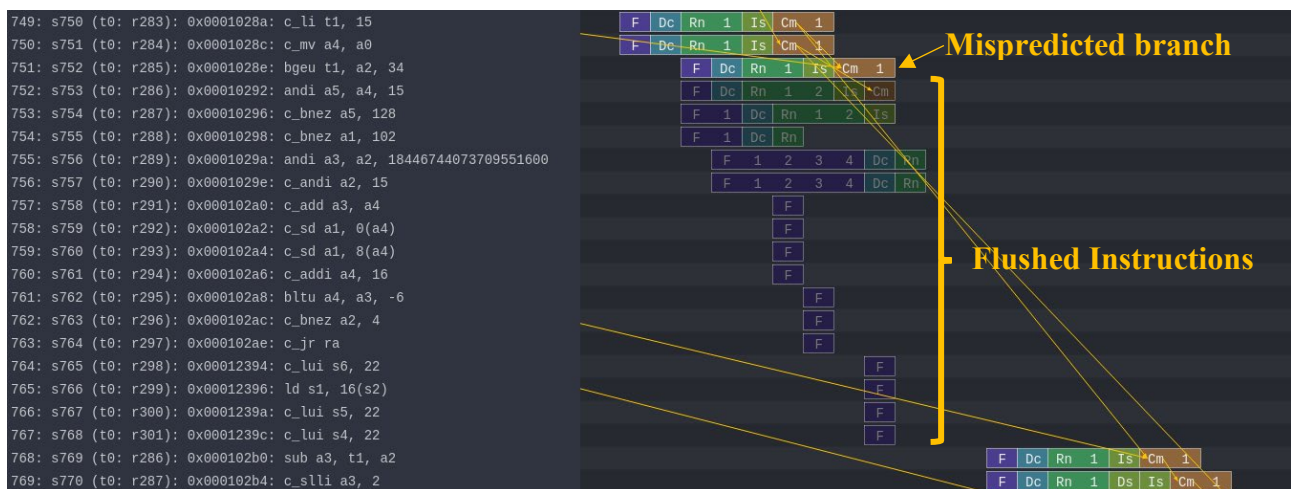 749: s750 (t0: r283): 0x0001028a: c_li t1, 15 F Dc Rn 1 Is Cm 1
750: s751 (t0: r284): 0x0001028c: c_mv a4, a0 F Dc Rn 1 Is Cm 1
Mispredicted branch
751: s752 (t0: r285): 0x0001028e: bgeu t1, a2, 34 F Dc Rn 1 Is Cm 1
752: s753 (t0: r286): 0x00010292: andi a5, a4, 15 F Dc Rn 1 2 Is Cm
753: s754 (t0: r287): 0x00010296: c_bnez a5, 128 F 1 Dc Rn 1 2 Is
754: s755 (t0: r288): 0x00010298: c_bnez a1, 102 F 1 Dc Rn
755: s756 (t0: r289): 0x0001029a: andi a3, a2, 18446744073709551600 F 1 2 3 4 Dc Rn
756: s757 (t0: r290): 0x0001029e: c_andi a2, 15 F 1 2 3 4 Dc Rn
757: s758 (t0: r291): 0x000102a0: c_add a3, a4 F
758: s759 (t0: r292): 0x000102a2: c_sd a1, 0(a4) F
759: s760 (t0: r293): 0x000102a4: c_sd a1, 8(a4) F
Flushed Instructions
760: s761 (t0: r294): 0x000102a6: c_addi a4, 16 F
761: s762 (t0: r295): 0x000102a8: bltu a4, a3, -6 F
762: s763 (t0: r296): 0x000102ac: c_bnez a2, 4 F
763: s764 (t0: r297): 0x000102ae: c_jr ra F
764: s765 (t0: r298): 0x00012394: c_lui s6, 22 F
765: s766 (t0: r299): 0x00012396: ld s1, 16(s2) F
766: s767 (t0: r300): 0x0001239a: c_lui s5, 22 F
767: s768 (t0: r301): 0x0001239c: c_lui s4, 22 F
768: s769 (t0: r286): 0x000102b0: sub a3, t1, a2 F Dc Rn 1 Is Cm 1
769: s770 (t0: r287): 0x000102b4: c_slli a3, 2 F Dc Rn 1 Ds Is Cm 1